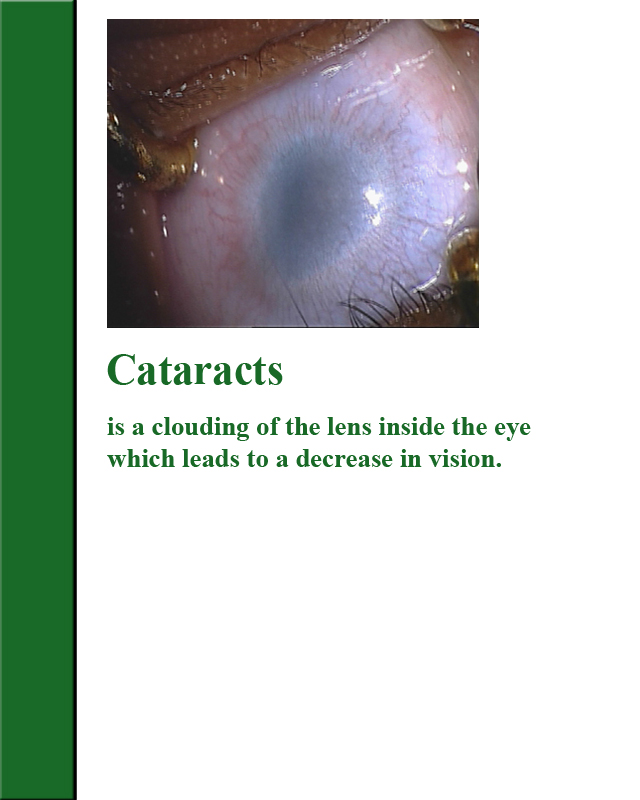 Cataracts
is a clouding of the lens inside the eye
which leads to a decrease in vision.